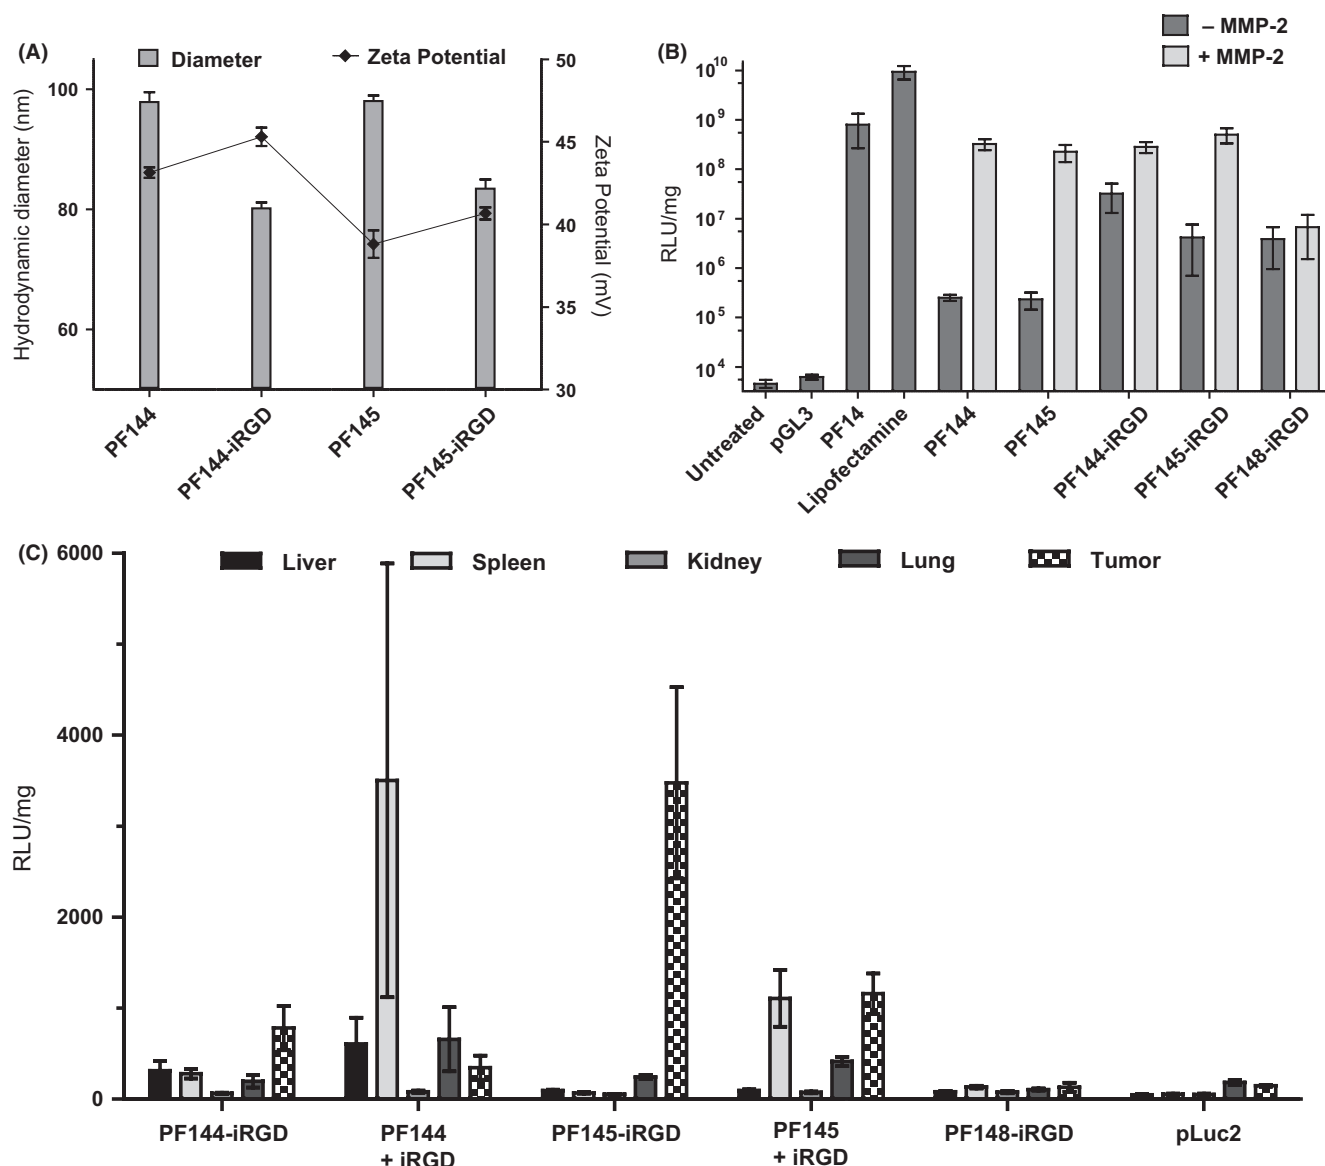 (A)
Diameter
Zeta Potential
Hydrodynamic diameter (nm)
100
80
60
50
45
40
35
30
Zeta Potential (mV)
PF144
PF144-iRGD
PF145
PF145-iRGD
(B)
– MMP-2
+ MMP-2
RLU/mg
10^10
10^9
10^8
10^7
10^6
10^5
10^4
Untreated
pGL3
PF14
Lipofectamine
PF144
PF145
PF144-iRGD
PF145-iRGD
PF148-iRGD
(C)
Liver
Spleen
Kidney
Lung
Tumor
RLU/mg
6000
4000
2000
0
PF144-iRGD
PF144
+ iRGD
PF145-iRGD
PF145
+ iRGD
PF148-iRGD
pLuc2